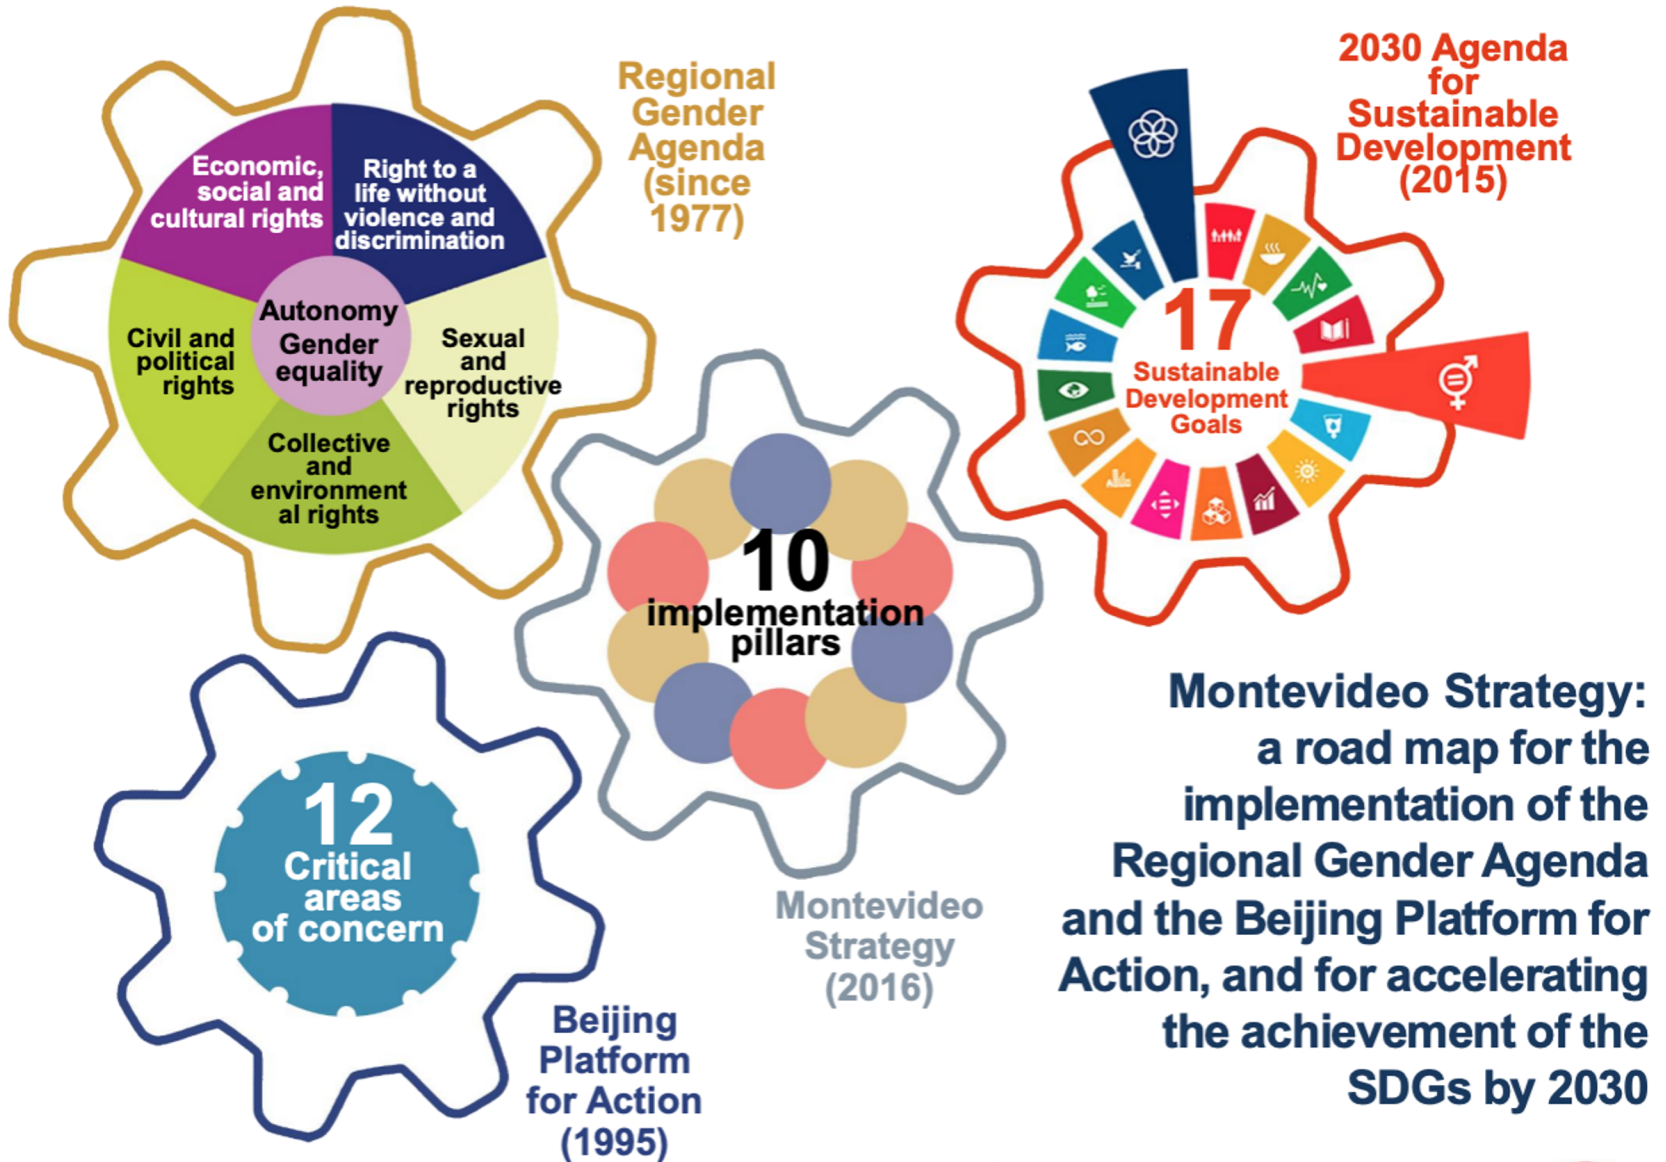 Regional
Gender
Agenda
(since
1977)
Economic,
social and
cultural rights
Right to a
life without
violence and
discrimination
Civil and
political
rights
Autonomy
Gender
equality
Sexual
and
reproductive
rights
Collective
and
environment
al rights
2030 Agenda
for
Sustainable
Development
(2015)
17
Sustainable
Development
Goals
10
implementation
pillars
Montevideo
Strategy
(2016)
12
Critical
areas
of concern
Beijing
Platform
for Action
(1995)
Montevideo Strategy:
a road map for the
implementation of the
Regional Gender Agenda
and the Beijing Platform for
Action, and for accelerating
the achievement of the
SDGs by 2030